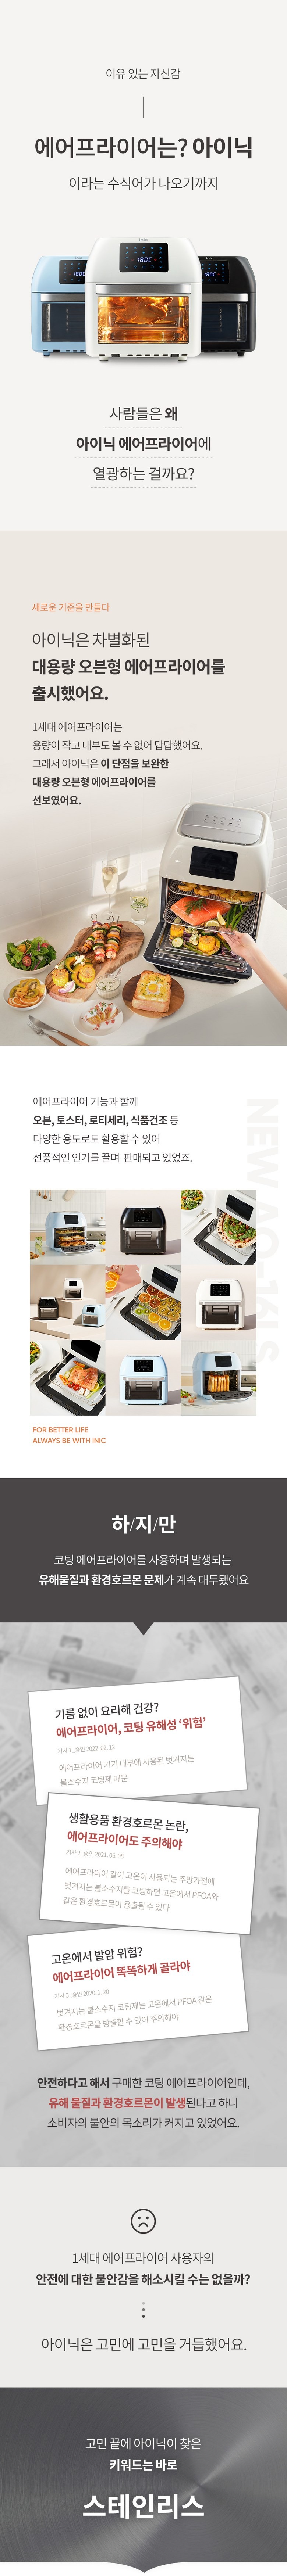 이유 있는 자신감
에어프라이어는? 아이닉
이라는 수식어가 나오기까지
180C
180C
180C
사람들은 왜
아이닉 에어프라이어에
열광하는 걸까요?
새로운 기준을 만들다
아이닉은 차별화된
대용량 오븐형 에어프라이어를
출시했어요.
1세대 에어프라이어는
용량이 작고 내부도 볼 수 없어 답답했어요.
그래서 아이닉은 이 단점을 보완한
대용량 오븐형 에어프라이어를
선보였어요.
에어프라이어 기능과 함께
오븐, 토스터, 로티세리, 식품건조 등
다양한 용도로도 활용할 수 있어
선풍적인 인기를 끌며 판매되고 있었죠.
FOR BETTER LIFE
ALWAYS BE WITH INIC
하/지/만
코팅 에어프라이어를 사용하며 발생되는
유해물질과 환경호르몬 문제가 계속 대두됐어요
기름 없이 요리해 건강?
에어프라이어, 코팅 유해성 ‘위험’
기사 1_승인 2022. 02. 12
에어프라이어 기기 내부에 사용된 벗겨지는
불소수지 코팅제 때문
생활용품 환경호르몬 논란,
에어프라이어도 주의해야
기사 2_승인 2021. 06. 06
에어프라이어 같이 고온이 사용되는 주방가전에
벗겨지는 불소수지를 코팅하면 고온에서 PFOA와
같은 환경호르몬이 용출될 수 있다
고온에서 발암 위험?
에어프라이어 똑똑하게 골라야
기사 3_승인 2020. 1. 20
벗겨지는 불소수지 코팅제는 고온에서 PFOA 같은
환경호르몬을 방출할 수 있어 주의해야
안전하다고 해서 구매한 코팅 에어프라이어인데,
유해 물질과 환경호르몬이 발생된다고 하니
소비자의 불안의 목소리가 커지고 있었어요.
1세대 에어프라이어 사용자의
안전에 대한 불안감을 해소시킬 수는 없을까?
아이닉은 고민에 고민을 거듭했어요.
고민 끝에 아이닉이 찾은
키워드는 바로
스테인리스